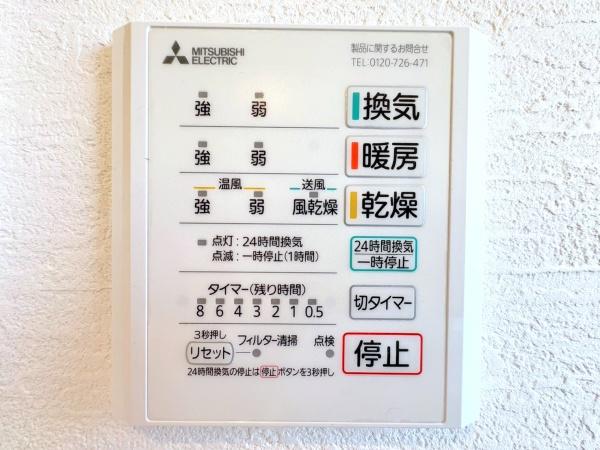 MITSUBISHI
ELECTRIC
製品に関するお問合せ
TEL:0120-726-471
強 弱 換気
強 弱 暖房
温風 送風
強 弱 風乾燥 乾燥
点灯:24時間換気
点滅:一時停止(1時間)
24時間換気
一時停止
タイマー(残り時間)
8 6 4 3 2 1 0.5
切タイマー
3秒押し
リセット フィルター清掃 点検
停止
24時間換気の停止は停止ボタンを3秒押し